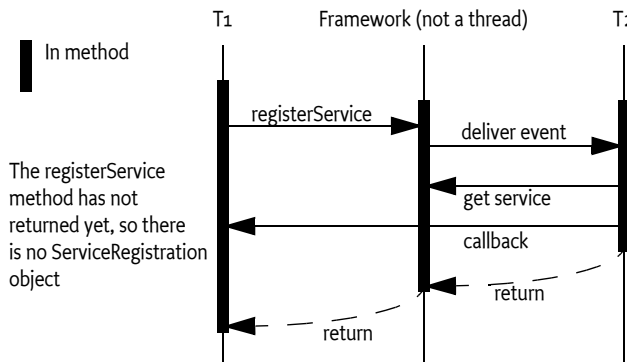 T1
Framework (not a thread)
T2
In method
registerService
deliver event
The registerService
method has not
returned yet, so there
is no ServiceRegistration
object
get service
callback
return
return